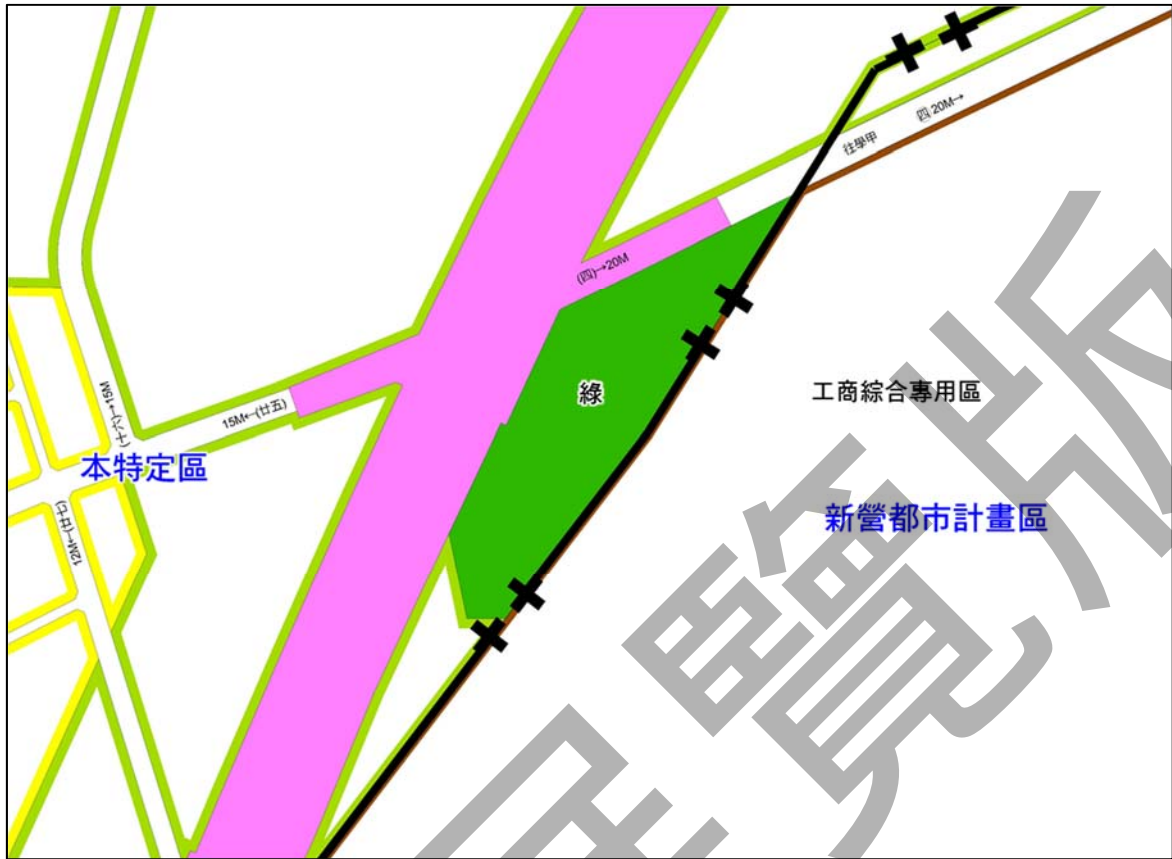 四 20M→
往學甲
(四)→20M
綠
工商綜合專用區
(十六)→15M
15M←(廿五)
本特定區
新營都市計畫區
12M←(廿七)
展覽版